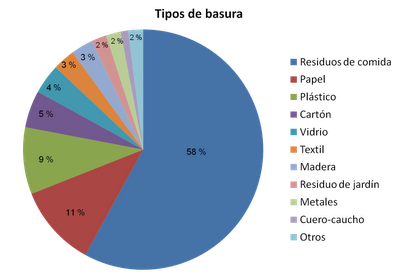 Tipos de basura
58 %
11 %
9 %
5 %
4 %
3 %
3 %
2 %
2 %
2 %
Residuos de comida
Papel
Plástico
Cartón
Vidrio
Textil
Madera
Residuo de jardín
Metales
Cuero-caucho
Otros